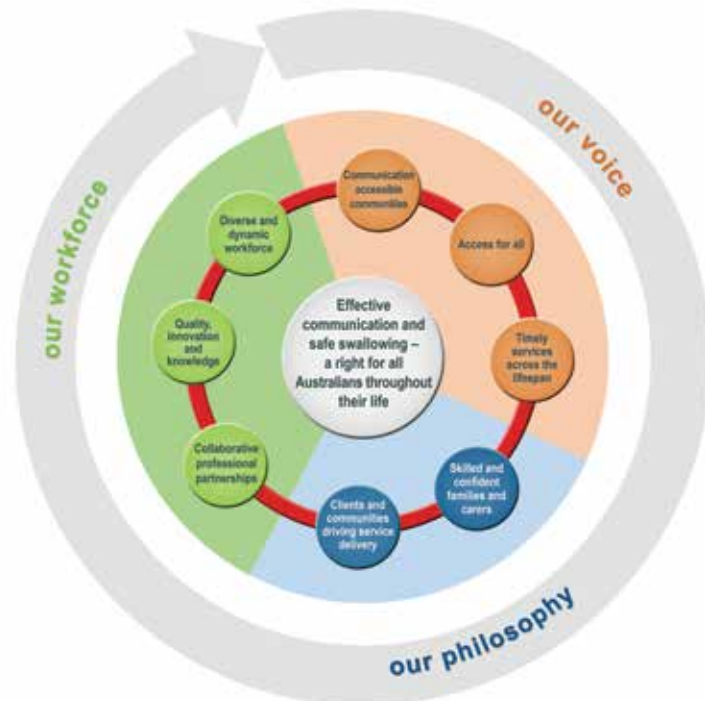 our voice
our workforce
our philosophy
Communication
accessible
communities
Access for all
Timely
services
across the
lifespan
Skilled and
confident
families and
carers
Clients and
communities
driving service
delivery
Collaborative
professional
partnerships
Quality,
innovation
and
knowledge
Diverse and
dynamic
workforce
Effective
communication and
safe swallowing –
a right for all
Australians throughout
their life